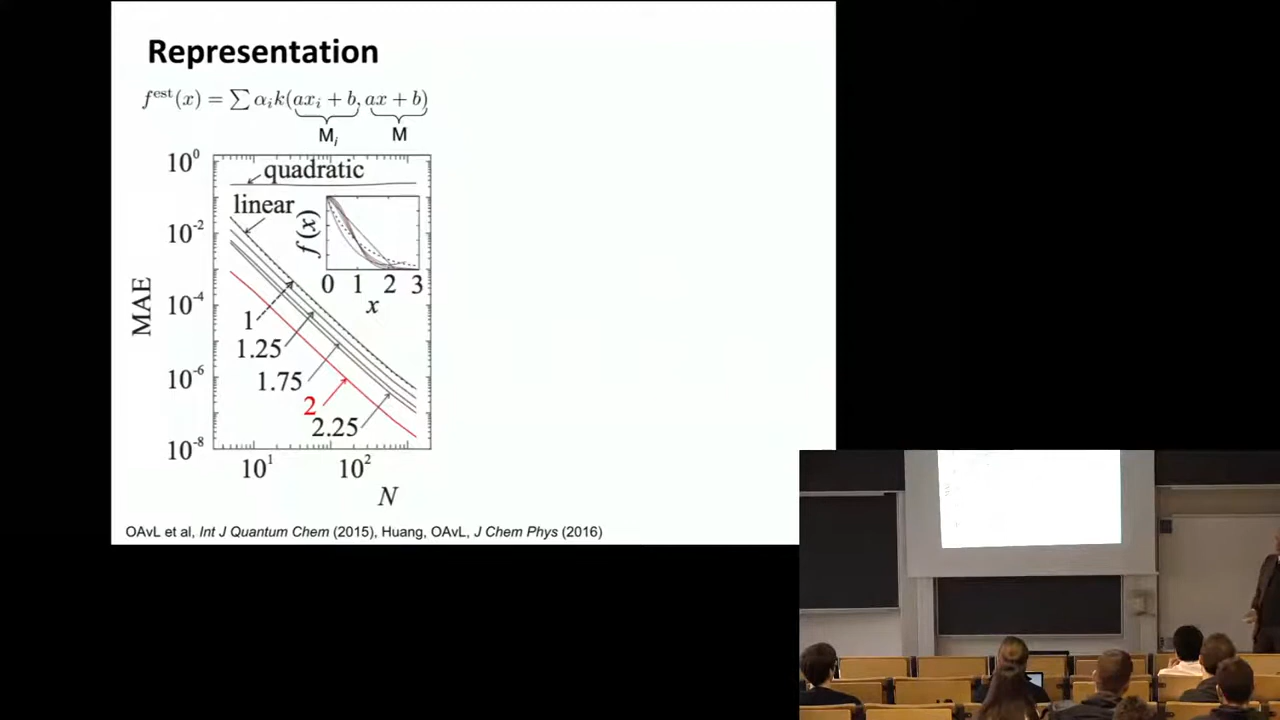 Representation
f^est(x) = ∑ α_i k(ax_i + b, ax + b)
M_i M
10^0
quadratic
linear
10^-2
f(x)
0 1 2 3
x
MAE
10^-4
1
1.25
10^-6
1.75
2
2.25
10^-8
10^1 10^2
N
OAvL et al, Int J Quantum Chem (2015), Huang, OAvL, J Chem Phys (2016)